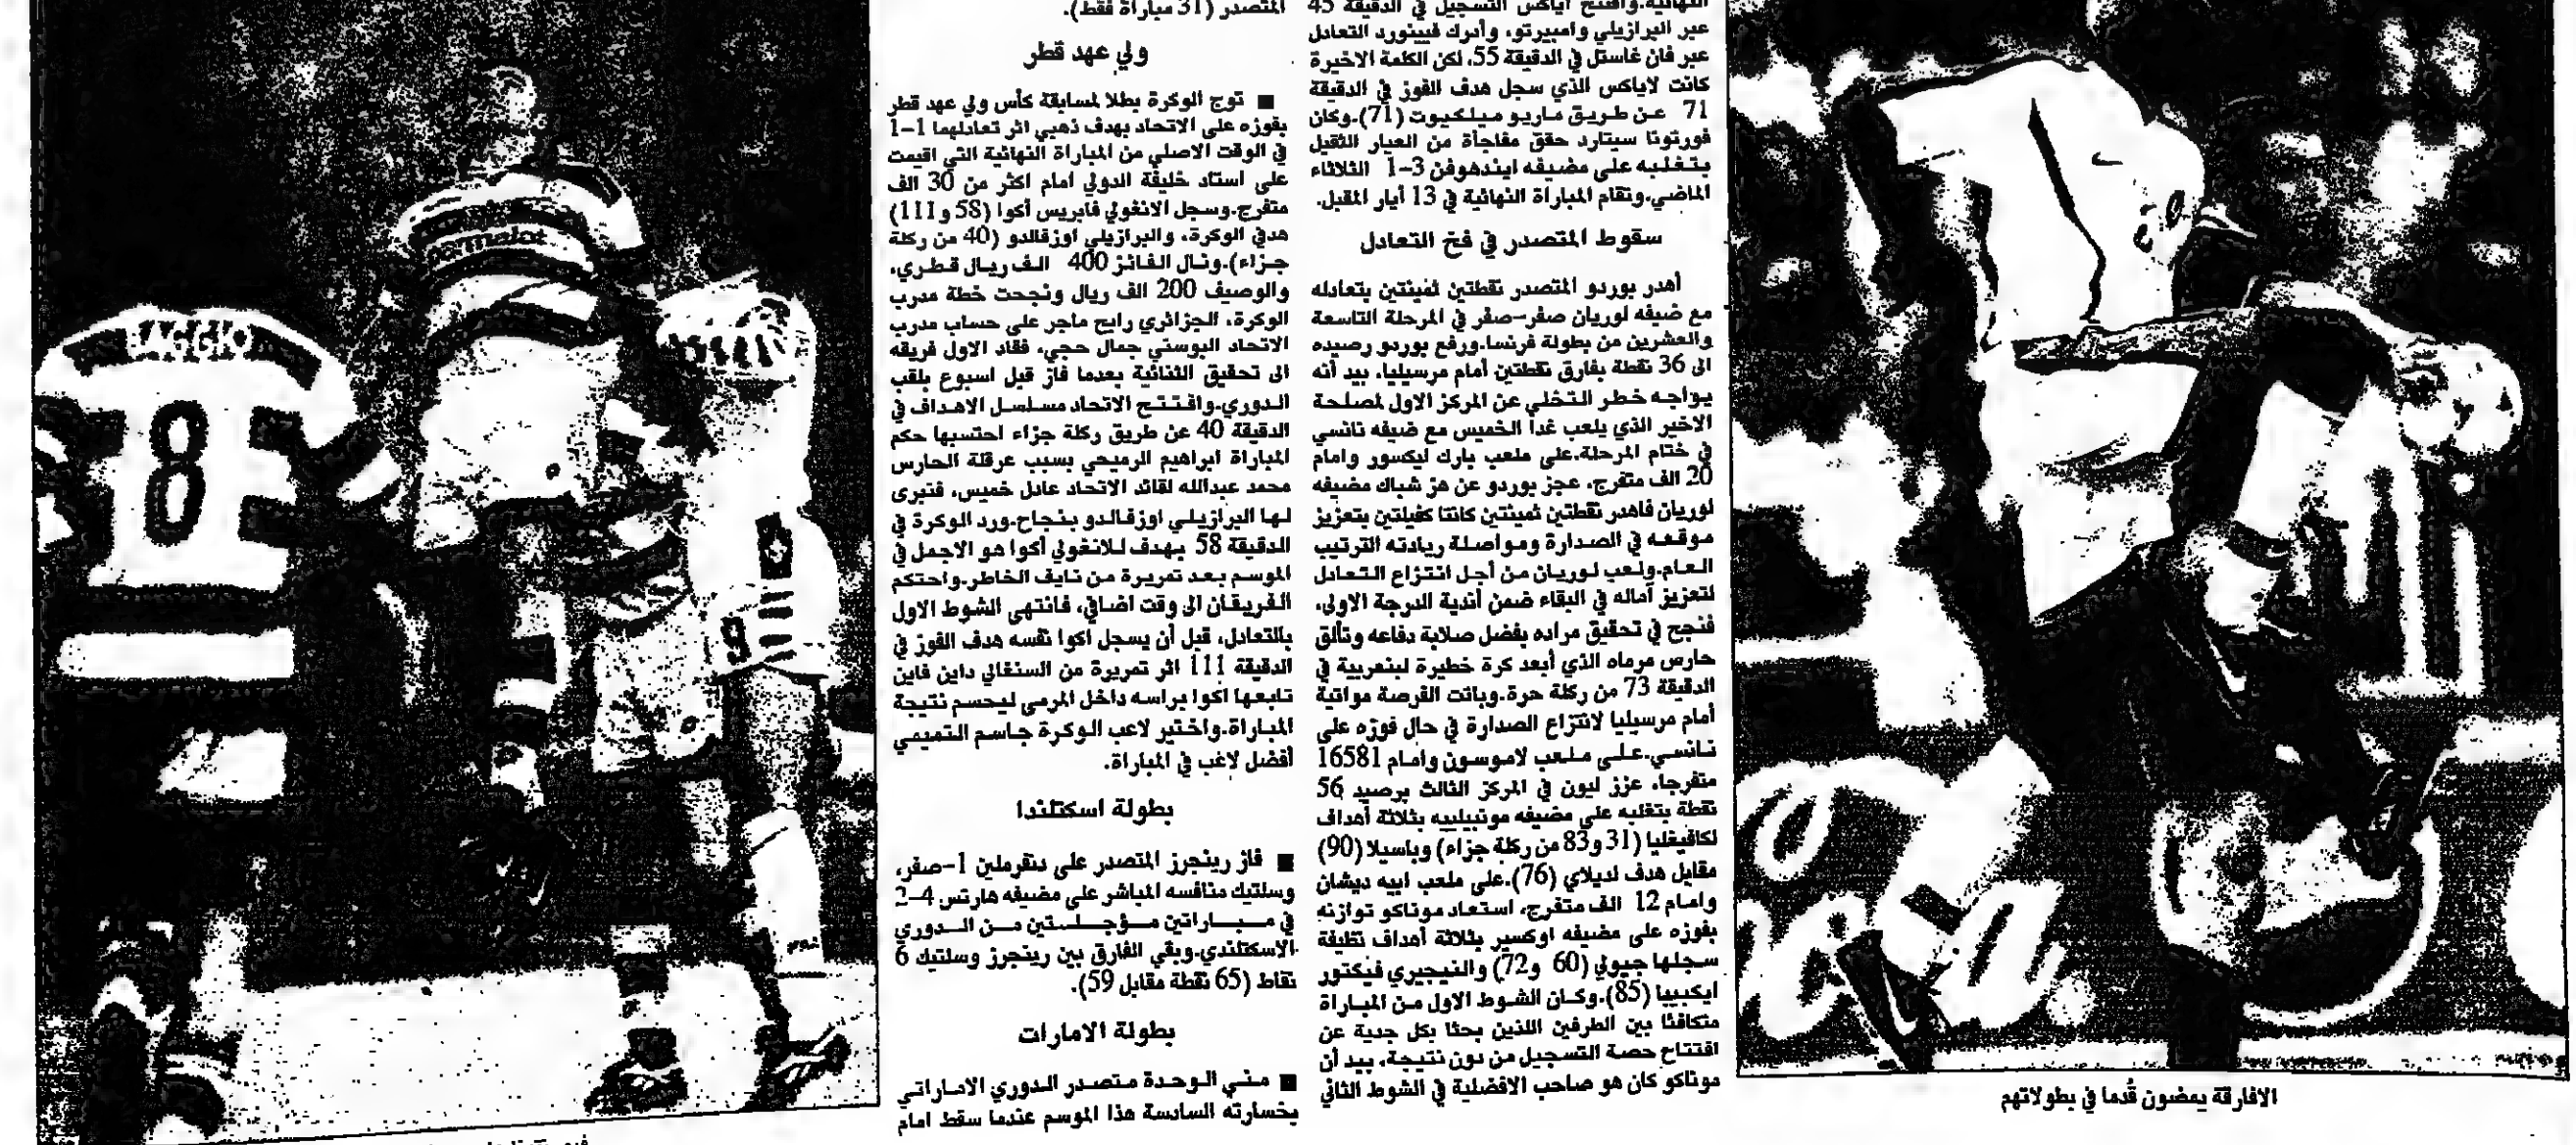 النهائية.وافتتح اياكس التسجيل في الدقيقة 45
عبر البرازيلي وامبيرتو، وأدرك فيينورد التعادل
عبر فان غاستل في الدقيقة 55، لكن الكلمة الاخيرة
كانت لاياكس الذي سجل هدف الفوز في الدقيقة
71 عن طريق ماريو ميلكيوت (71).وكان
فورتونا سيتارد حقق مفاجأة من العيار الثقيل
بتغلبه على مضيفه ايندهوفن 3–1 الثلاثاء
الماضي.وتقام المباراة النهائية في 13 أيار المقبل.
سقوط المتصدر في فخ التعادل
أهدر بوردو المتصدر نقطتين ثمينتين بتعادله
مع ضيفه لوريان صفر–صفر في المرحلة التاسعة
والعشرين من بطولة فرنسا.ورفع بوردو رصيده
الى 36 نقطة بفارق نقطتين أمام مرسيليا، بيد أنه
يواجه خطر التخلي عن المركز الاول لمصلحة
الاخير الذي يلعب غدا الخميس مع ضيفه نانسي
في ختام المرحلة.على ملعب بارك ليكسور وامام
20 الف متفرج، عجز بوردو عن هز شباك مضيفه
لوريان فاهدر نقطتين ثمينتين كانتا كفيلتين بتعزيز
موقعه في الصدارة ومواصلة ريادته الترتيب
العام.ولعب لوريان من أجل انتزاع التعادل
لتعزيز آماله في البقاء ضمن أندية الدرجة الاولى،
فنجح في تحقيق مراده بفضل صلابة دفاعه وتألق
حارس مرماه الذي أبعد كرة خطيرة لبنعربية في
الدقيقة 73 من ركلة حرة.وباتت الفرصة مواتية
أمام مرسيليا لانتزاع الصدارة في حال فوزه على
نانسي.على ملعب لاموسون وامام 16581
متفرجا، عزز ليون في المركز الثالث برصيد 56
نقطة بتغلبه على مضيفه مونبيلييه بثلاثة أهداف
لكافيغليا (31 و83 من ركلة جزاء) وباسيلا (90)
مقابل هدف لديلاي (76).على ملعب ابيه ديشان
وامام 12 الف متفرج، استعاد موناكو توازنه
بفوزه على مضيفه اوكسير بثلاثة أهداف نظيفة
سجلها جيولي (60 و72) والنيجيري فيكتور
ايكبيبا (85).وكان الشوط الاول من المباراة
متكافئا بين الطرفين اللذين بحثا بكل جدية عن
افتتاح حصة التسجيل من دون نتيجة، بيد أن
موناكو كان هو صاحب الافضلية في الشوط الثاني
المتصدر (31 مباراة فقط).
ولي عهد قطر
■ توج الوكرة بطلا لمسابقة كأس ولي عهد قطر
بفوزه على الاتحاد بهدف ذهبي اثر تعادلهما 1–1
في الوقت الاصلي من المباراة النهائية التي اقيمت
على استاد خليفة الدولي امام اكثر من 30 الف
متفرج.وسجل الانغولي فابريس أكوا (58 و111)
هدفي الوكرة، والبرازيلي اوزفالدو (40 من ركلة
جزاء).ونال الفائز 400 الف ريال قطري،
والوصيف 200 الف ريال ونجحت خطة مدرب
الوكرة، الجزائري رابح ماجر على حساب مدرب
الاتحاد البوسني جمال حجي، فقاد الاول فريقه
الى تحقيق الثنائية بعدما فاز قبل اسبوع بلقب
الدوري.وافتتح الاتحاد مسلسل الاهداف في
الدقيقة 40 عن طريق ركلة جزاء احتسبها حكم
المباراة ابراهيم الرميحي بسبب عرقلة الحارس
محمد عبدالله لقائد الاتحاد عادل خميس، فتبرى
لها البرازيلي اوزفالدو بنجاح.ورد الوكرة في
الدقيقة 58 بهدف للانغولي أكوا هو الاجمل في
الموسم بعد تمريرة من نايف الخاطر.واحتكم
الفريقان الى وقت اضافي، فانتهى الشوط الاول
بالتعادل، قبل أن يسجل اكوا نفسه هدف الفوز في
الدقيقة 111 اثر تمريرة من السنغالي داين فاين
تابعها اكوا براسه داخل المرمى ليحسم نتيجة
المباراة.واختير لاعب الوكرة جاسم التميمي
أفضل لاعب في المباراة.
بطولة اسكتلندا
■ فاز رينجرز المتصدر على دنفرملين 1–صفر،
وسلتيك منافسه المباشر على مضيفه هارتس 4–2
في مباراتين مؤجلتين من الدوري
الاسكتلندي.وبقي الفارق بين رينجرز وسلتيك 6
نقاط (65 نقطة مقابل 59).
بطولة الامارات
■ مني الوحدة متصدر الدوري الاماراتي
بخسارته السادسة هذا الموسم عندما سقط امام
الافارقة يمضون قُدما في بطولاتهم
parmalat
BAGGIO
8
9